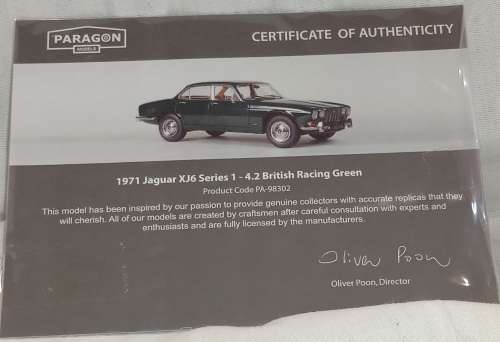 PARAGON
MODELS
CERTIFICATE OF AUTHENTICITY
1971 Jaguar XJ6 Series 1 - 4.2 British Racing Green
Product Code PA-98302
This model has been inspired by our passion to provide genuine collectors with accurate replicas that they
will cherish. All of our models are created by craftsmen after careful consultation with experts and
enthusiasts and are fully licensed by the manufacturers.
Oliver Poon
Oliver Poon, Director